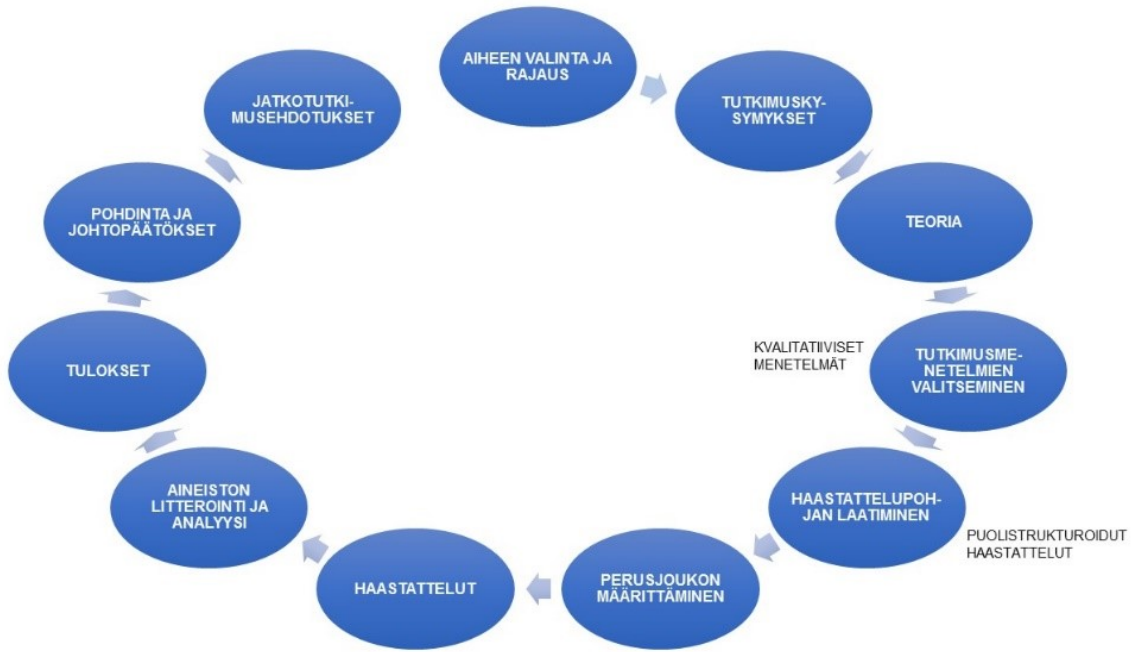 AIHEEN VALINTA JA
RAJAUS
TUTKIMUSKY-
SYMYKSET
TEORIA
KVALITATIIVISET
MENETELMÄT
TUTKIMUSME-
NETELMIEN
VALITSEMINEN
HAASTATTELUPOH-
JAN LAATIMINEN
PUOLISTRUKTUROIDUT
HAASTATTELUT
PERUSJOUKON
MÄÄRITTÄMINEN
HAASTATTELUT
AINEISTON
LITTEROINTI JA
ANALYYSI
TULOKSET
POHDINTA JA
JOHTOPÄÄTÖKSET
JATKOTUTKI-
MUSEHDOTUKSET